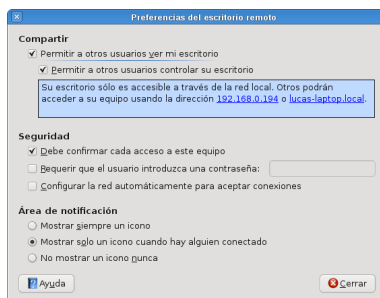 Preferencias del escritorio remoto
Compartir
Permitir a otros usuarios ver mi escritorio
Permitir a otros usuarios controlar su escritorio
Su escritorio sólo es accesible a través de la red local. Otros podrán
acceder a su equipo usando la dirección 192.168.0.194 o lucas-laptop.local.
Seguridad
Debe confirmar cada acceso a este equipo
Requerir que el usuario introduzca una contraseña:
Configurar la red automáticamente para aceptar conexiones
Área de notificación
Mostrar siempre un icono
Mostrar sólo un icono cuando hay alguien conectado
No mostrar un icono nunca
Ayuda
Cerrar